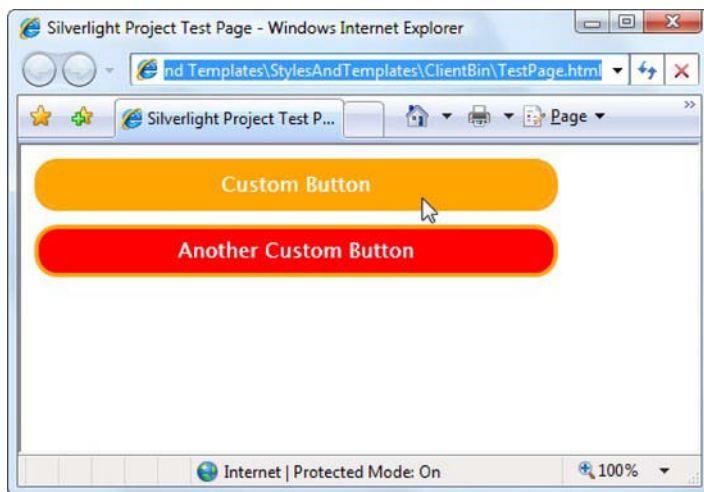 Silverlight Project Test Page - Windows Internet Explorer
nd Templates\StylesAndTemplates\ClientBin\TestPage.html
Silverlight Project Test P...
Page
Custom Button
Another Custom Button
Internet | Protected Mode: On
100%